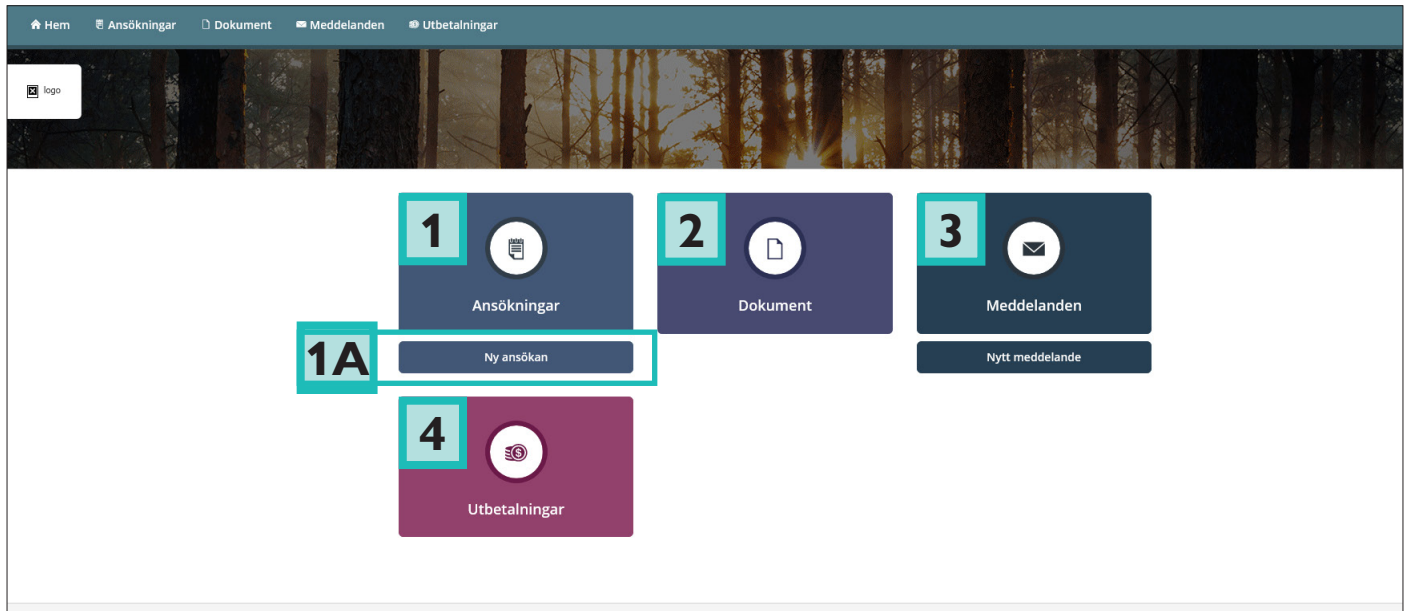 Hem Ansökningar Dokument Meddelanden Utbetalningar
logo
1 2 3
Ansökningar Dokument Meddelanden
1A Ny ansökan Nytt meddelande
4
Utbetalningar